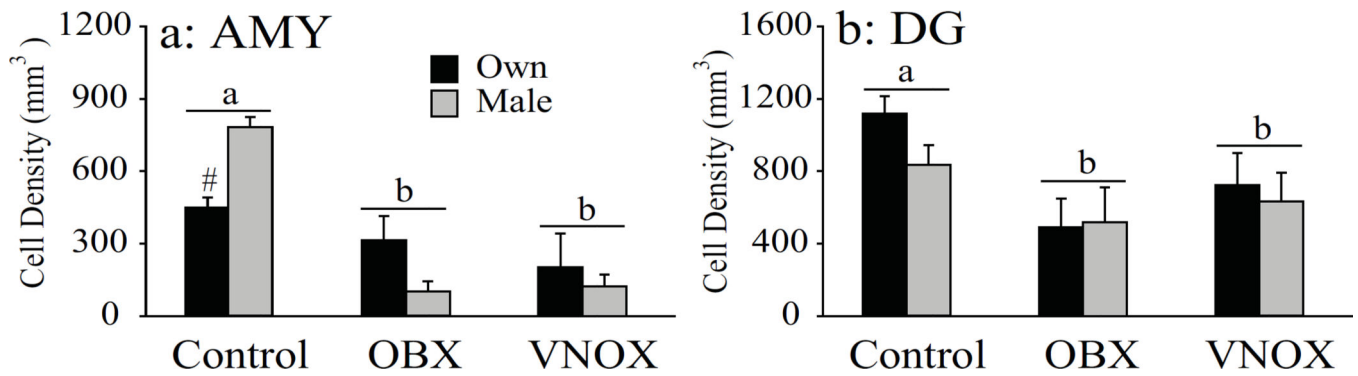 a: AMY
Cell Density (mm³)
1200
900
600
300
0
Own
Male
a
#
b
b
Control
OBX
VNOX
b: DG
Cell Density (mm³)
1600
1200
800
400
0
a
b
b
Control
OBX
VNOX